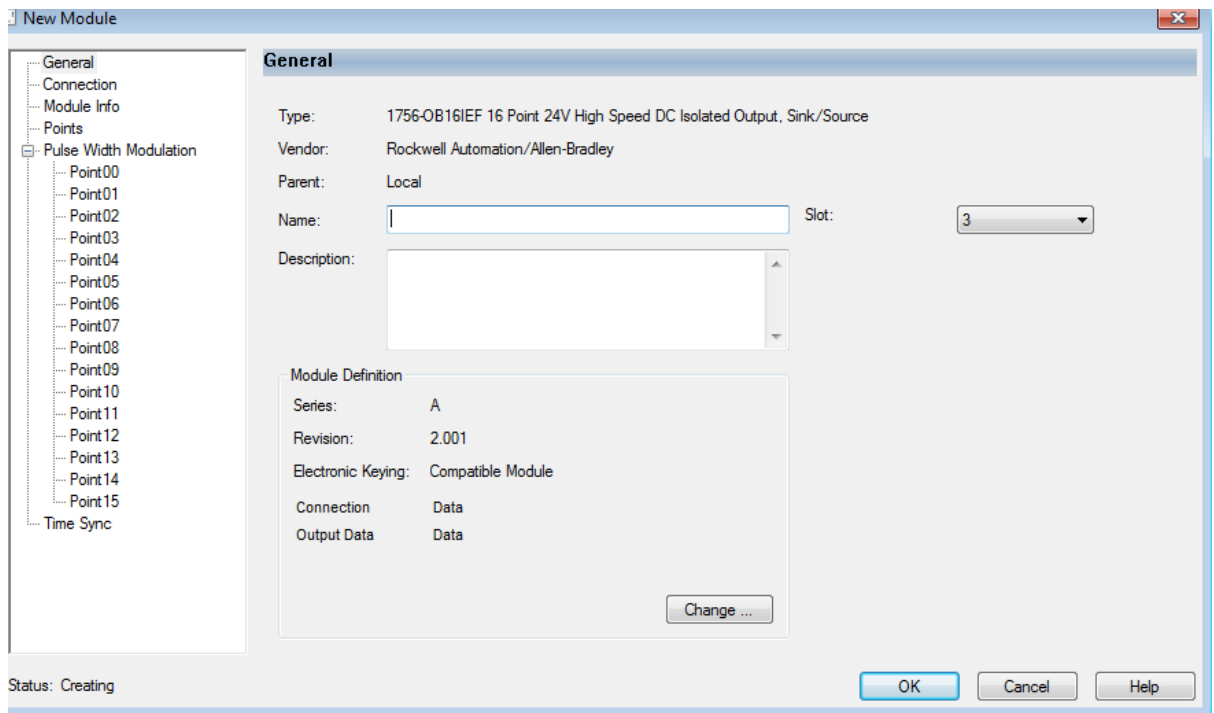 New Module
General
Connection
Module Info
Points
Pulse Width Modulation
Point00
Point01
Point02
Point03
Point04
Point05
Point06
Point07
Point08
Point09
Point10
Point11
Point12
Point13
Point14
Point15
Time Sync
General
Type: 1756-OB16IEF 16 Point 24V High Speed DC Isolated Output, Sink/Source
Vendor: Rockwell Automation/Allen-Bradley
Parent: Local
Name: Slot: 3
Description:
Module Definition
Series: A
Revision: 2.001
Electronic Keying: Compatible Module
Connection Data
Output Data Data
Change ...
Status: Creating
OK Cancel Help